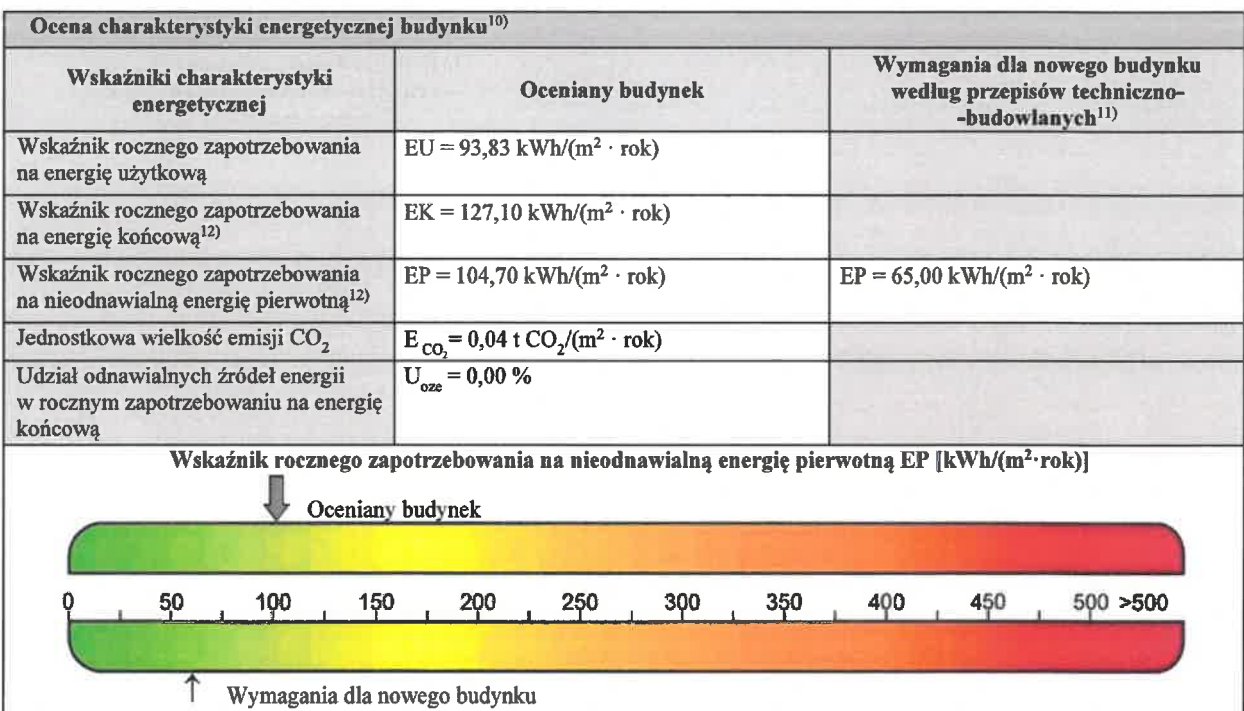 Ocena charakterystyki energetycznej budynku¹⁰⁾
Wskaźniki charakterystyki
energetycznej
Oceniany budynek
Wymagania dla nowego budynku
według przepisów techniczno-
-budowlanych¹¹⁾
Wskaźnik rocznego zapotrzebowania
na energię użytkową
EU = 93,83 kWh/(m² · rok)
Wskaźnik rocznego zapotrzebowania
na energię końcową¹²⁾
EK = 127,10 kWh/(m² · rok)
Wskaźnik rocznego zapotrzebowania
na nieodnawialną energię pierwotną¹²⁾
EP = 104,70 kWh/(m² · rok)
EP = 65,00 kWh/(m² · rok)
Jednostkowa wielkość emisji CO₂
E CO₂ = 0,04 t CO₂/(m² · rok)
Udział odnawialnych źródeł energii
w rocznym zapotrzebowaniu na energię
końcową
Uoze = 0,00 %
Wskaźnik rocznego zapotrzebowania na nieodnawialną energię pierwotną EP [kWh/(m²·rok)]
Oceniany budynek
0 50 100 150 200 250 300 350 400 450 500 >500
Wymagania dla nowego budynku